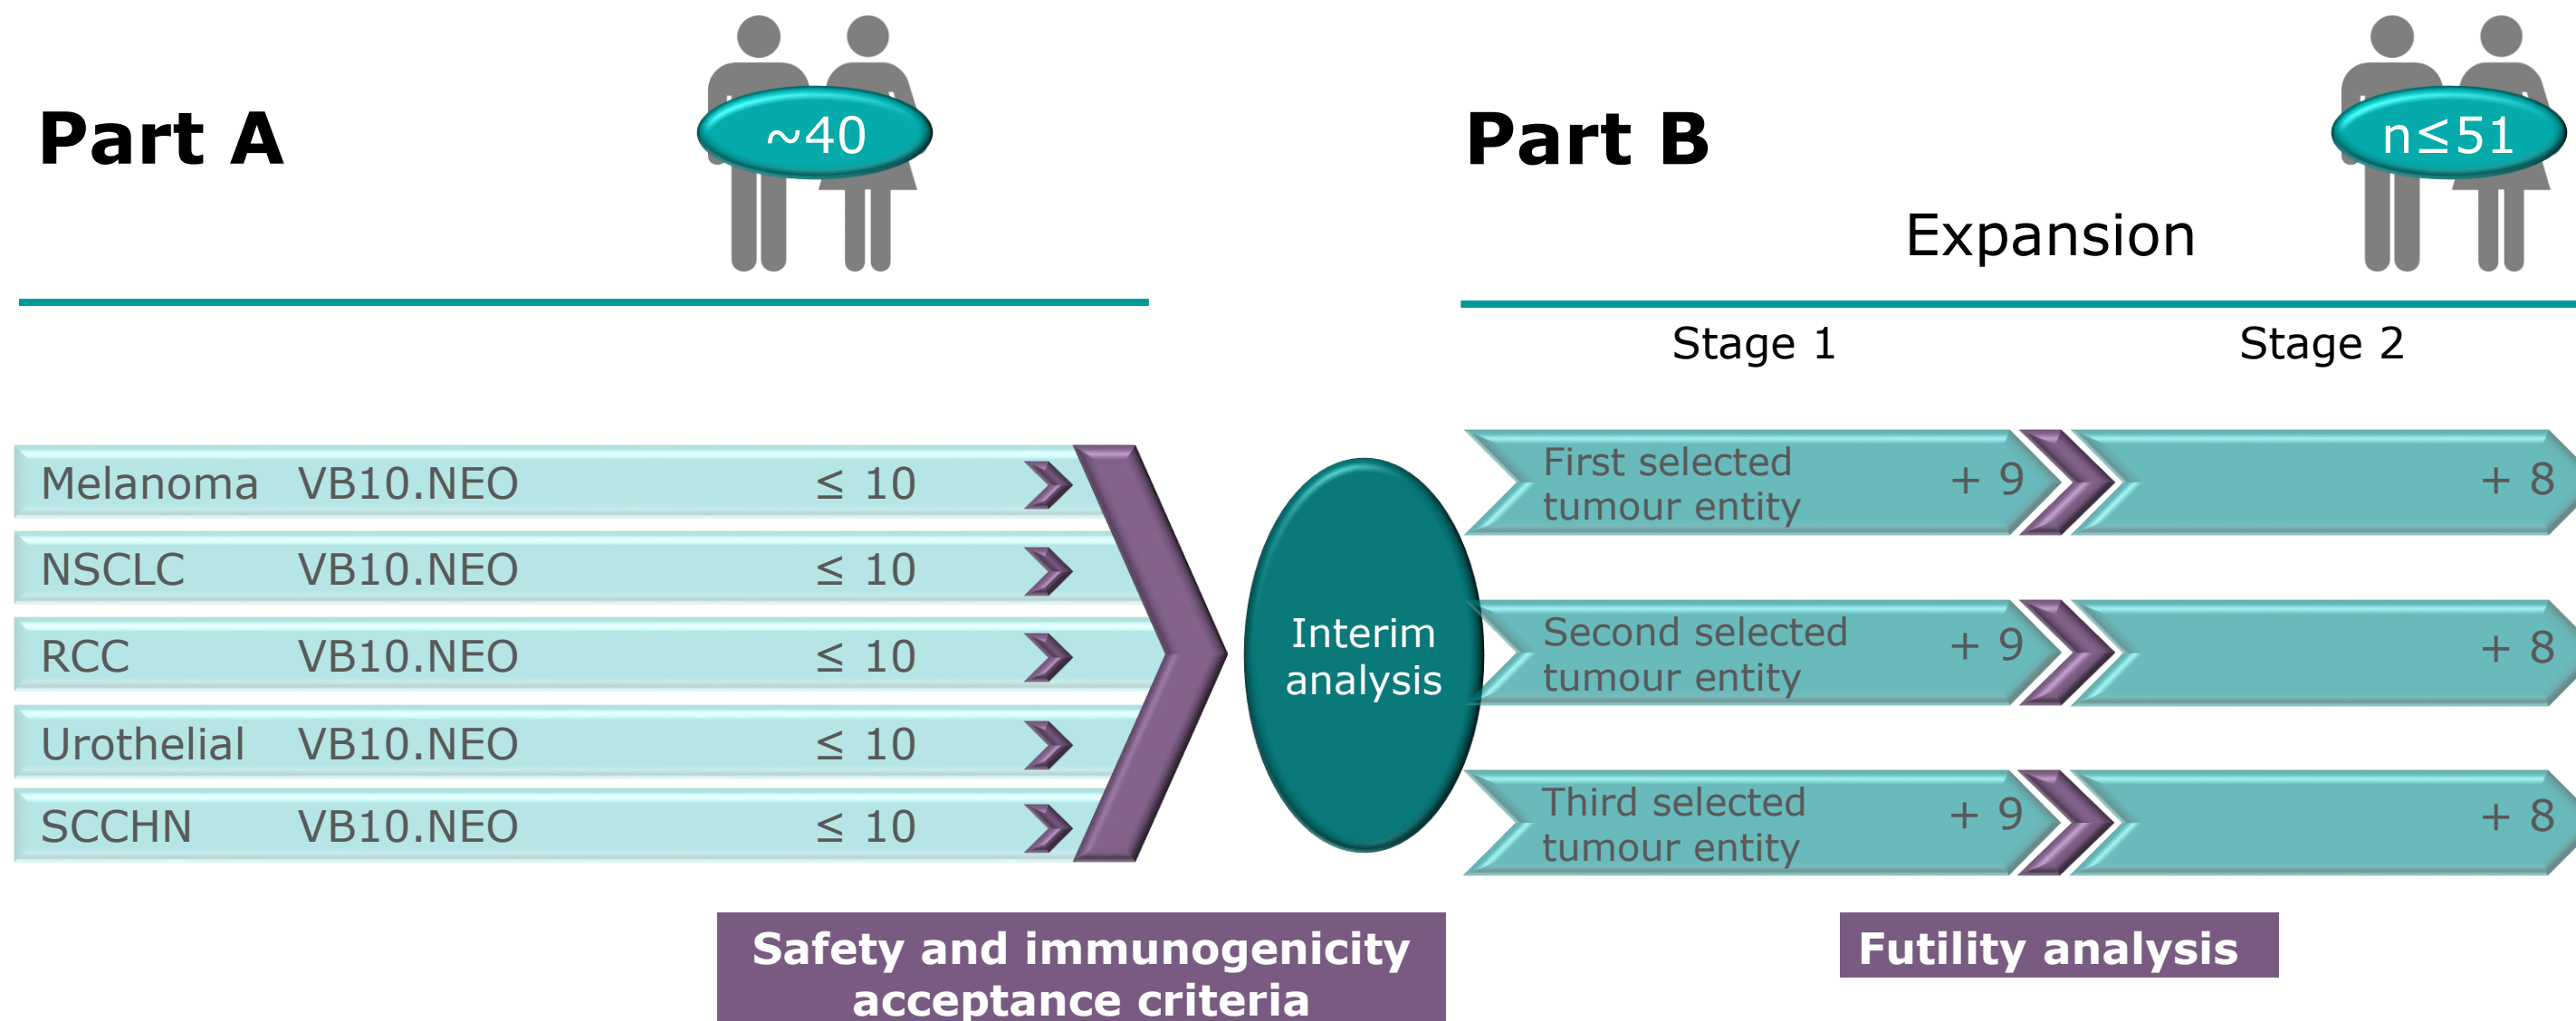 Part A
~40
Melanoma VB10.NEO ≤ 10
NSCLC VB10.NEO ≤ 10
RCC VB10.NEO ≤ 10
Urothelial VB10.NEO ≤ 10
SCCHN VB10.NEO ≤ 10
Safety and immunogenicity
acceptance criteria
Interim
analysis
Part B
n≤51
Expansion
Stage 1
Stage 2
First selected
tumour entity
+ 9
+ 8
Second selected
tumour entity
+ 9
+ 8
Third selected
tumour entity
+ 9
+ 8
Futility analysis